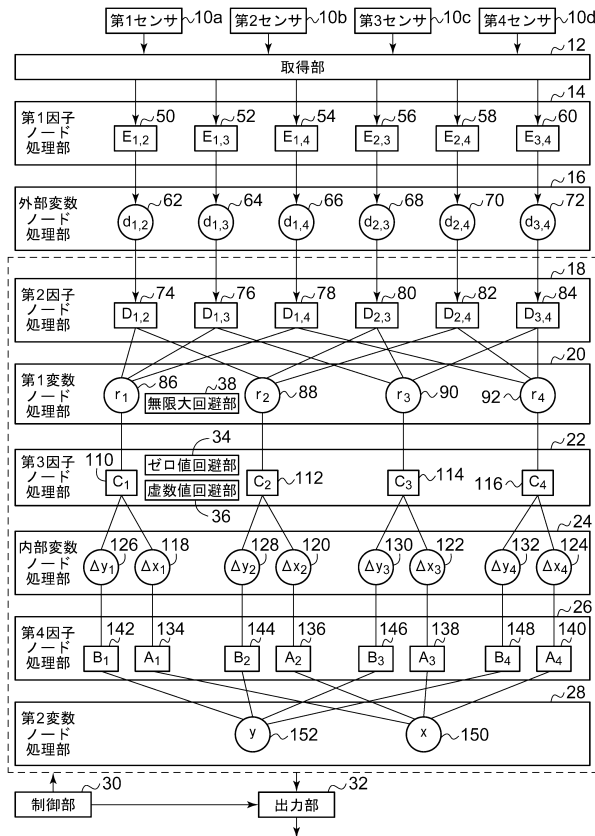 第1センサ 10a 第2センサ 10b 第3センサ 10c 第4センサ 10d
12
取得部
14
50 52 54 56 58 60
第1因子
ノード
処理部
E1,2 E1,3 E1,4 E2,3 E2,4 E3,4
16
62 64 66 68 70 72
外部変数
ノード
処理部
d1,2 d1,3 d1,4 d2,3 d2,4 d3,4
18
74 76 78 80 82 84
第2因子
ノード
処理部
D1,2 D1,3 D1,4 D2,3 D2,4 D3,4
20
第1変数
ノード
処理部
r1 86 38 r2 88 r3 90 92 r4
無限大回避部
34
22
第3因子
ノード
処理部
110 ゼロ値回避部
C1 C2 112 C3 114 116 C4
虚数値回避部
36
24
内部変数
ノード
処理部
126 118 128 120 130 122 132 124
Δy1 Δx1 Δy2 Δx2 Δy3 Δx3 Δy4 Δx4
26
142 134 144 136 146 138 148 140
第4因子
ノード
処理部
B1 A1 B2 A2 B3 A3 B4 A4
28
第2変数
ノード
処理部
y 152 x 150
30 32
制御部 出力部